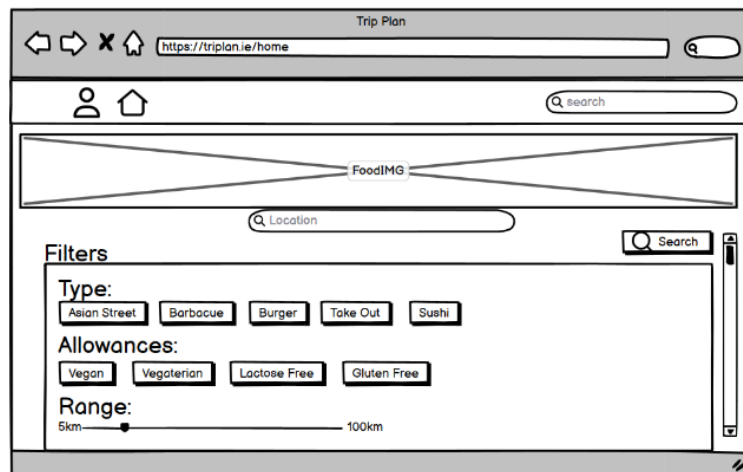 Trip Plan
https://triplan.ie/home
search
FoodIMG
Location
Search
Filters
Type:
Asian Street Barbacue Burger Take Out Sushi
Allowances:
Vegan Vegaterian Lactose Free Gluten Free
Range:
5km 100km